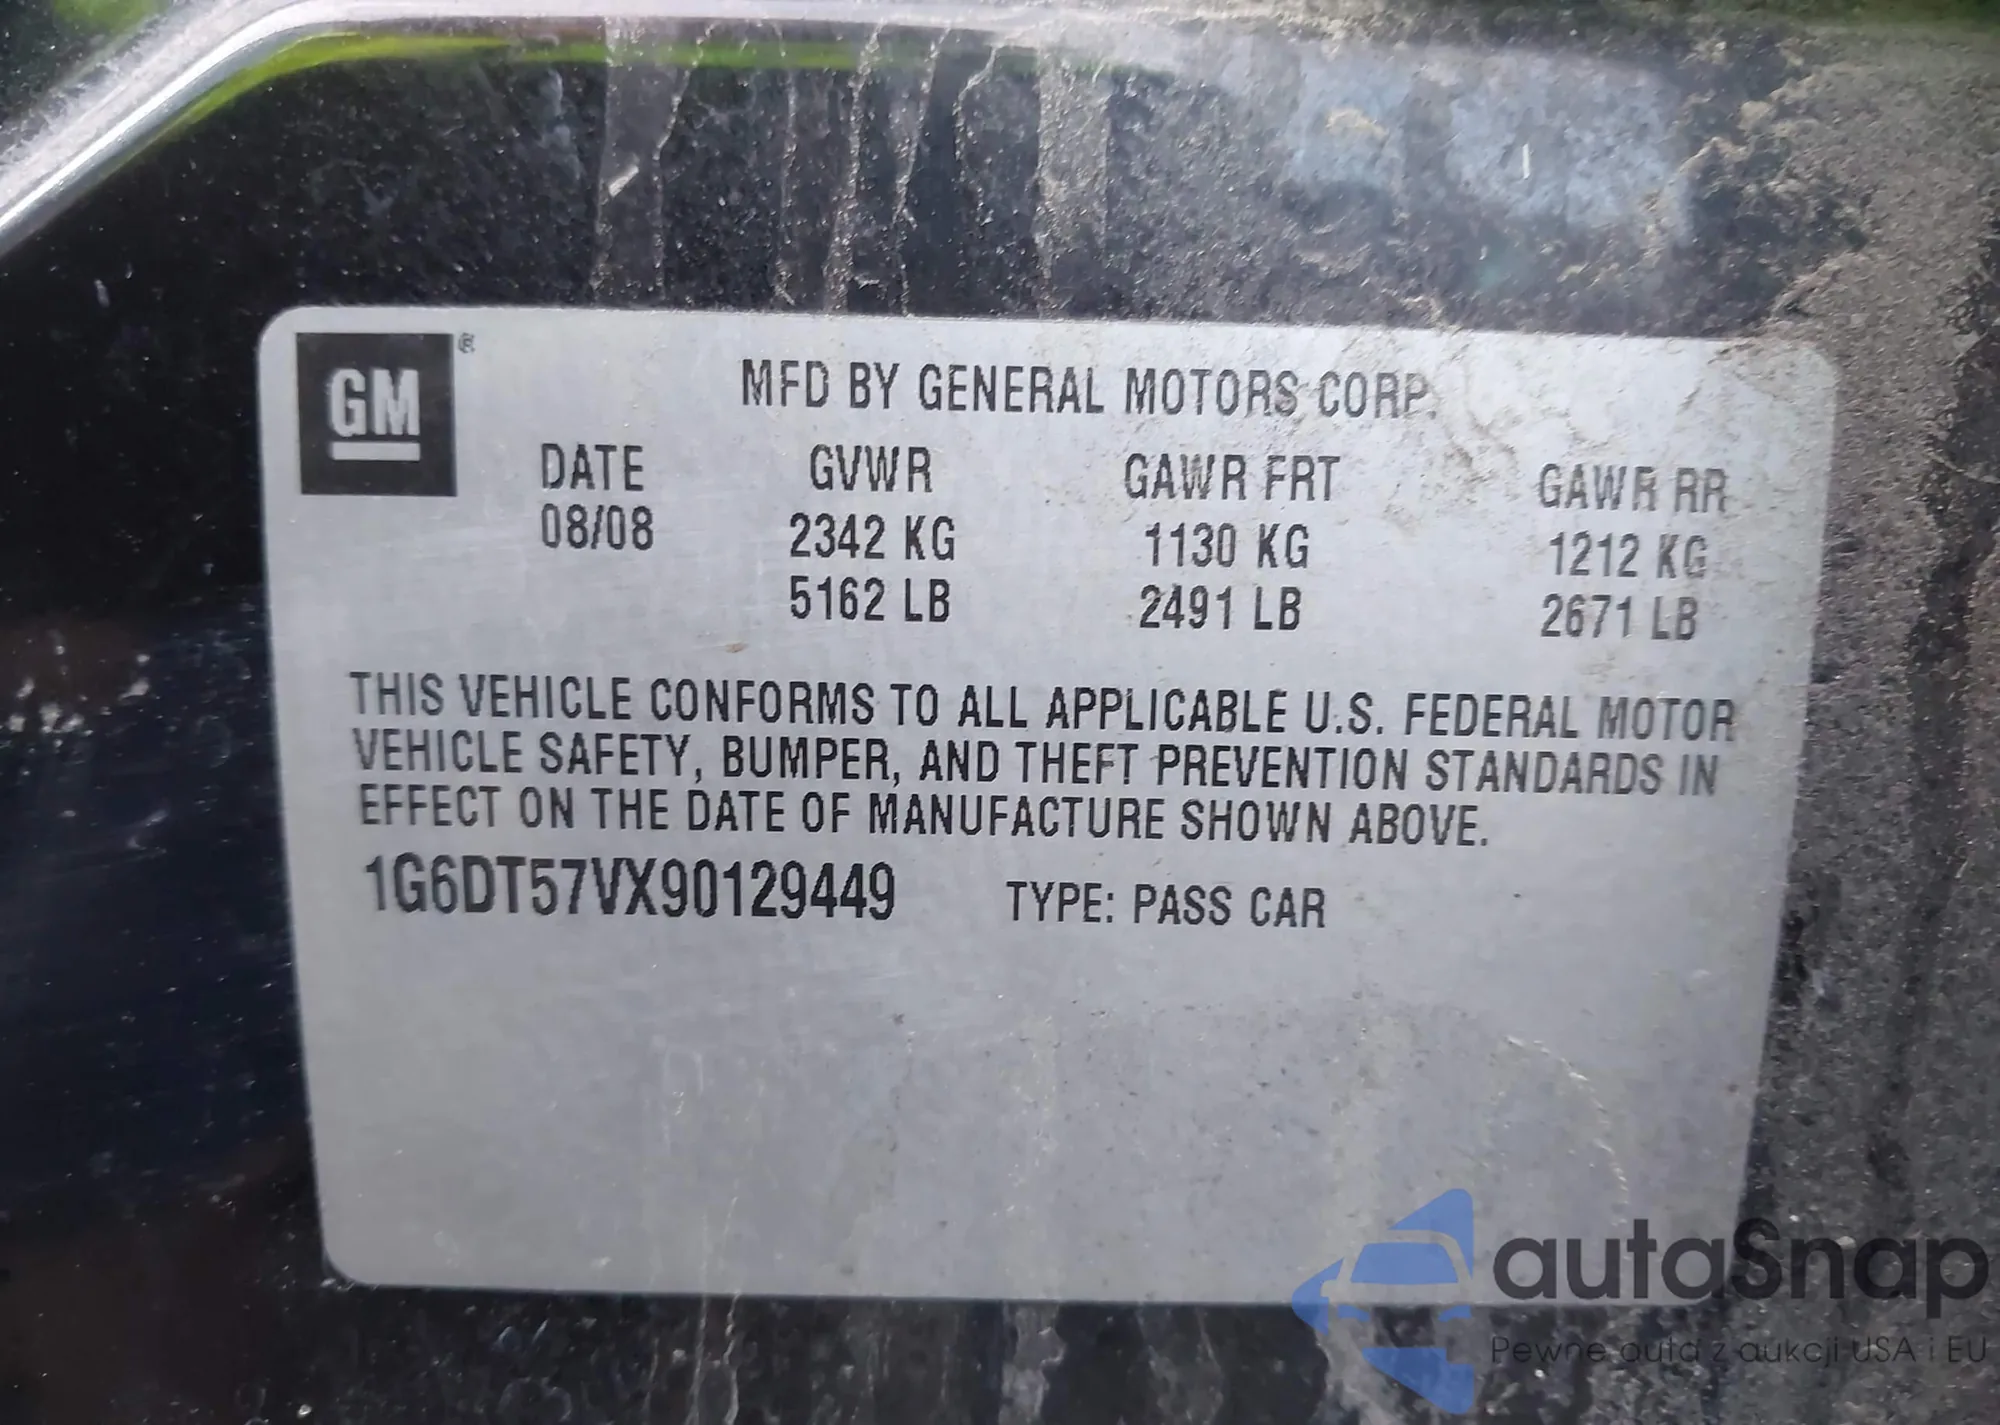 GM®
MFD BY GENERAL MOTORS CORP.
DATE GVWR GAWR FRT GAWR RR
08/08 2342 KG 1130 KG 1212 KG
5162 LB 2491 LB 2671 LB
THIS VEHICLE CONFORMS TO ALL APPLICABLE U.S. FEDERAL MOTOR
VEHICLE SAFETY, BUMPER, AND THEFT PREVENTION STANDARDS IN
EFFECT ON THE DATE OF MANUFACTURE SHOWN ABOVE.
1G6DT57VX90129449 TYPE: PASS CAR
autaSnap
Pewne auta z aukcji USA i EU